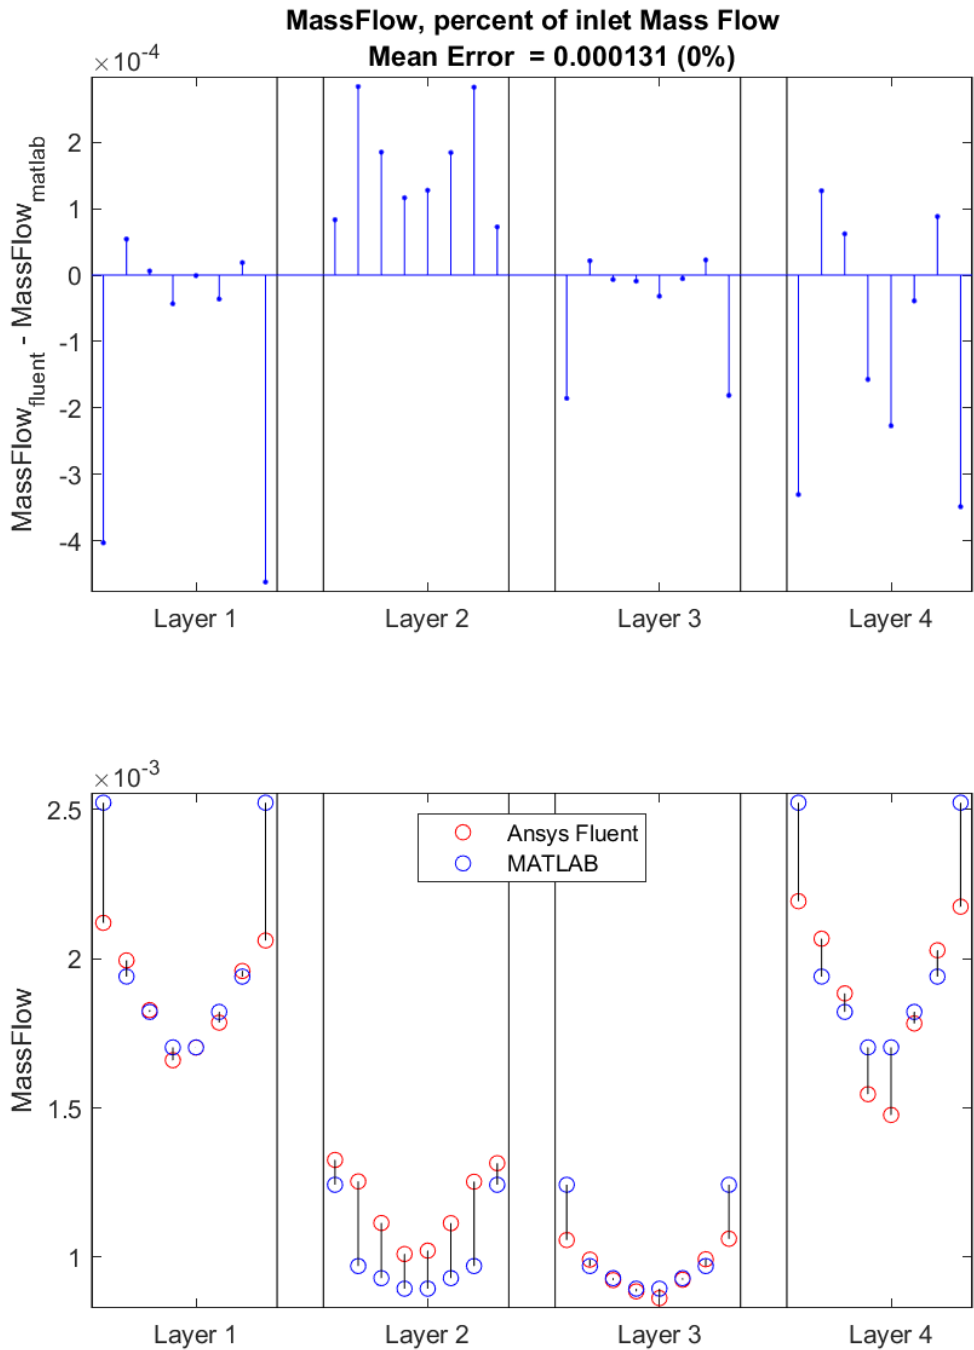 MassFlow, percent of inlet Mass Flow
Mean Error = 0.000131 (0%)
×10⁻⁴
MassFlow_fluent - MassFlow_matlab
2
1
0
-1
-2
-3
-4
Layer 1 Layer 2 Layer 3 Layer 4
×10⁻³
MassFlow
2.5
2
1.5
1
Ansys Fluent
MATLAB
Layer 1 Layer 2 Layer 3 Layer 4